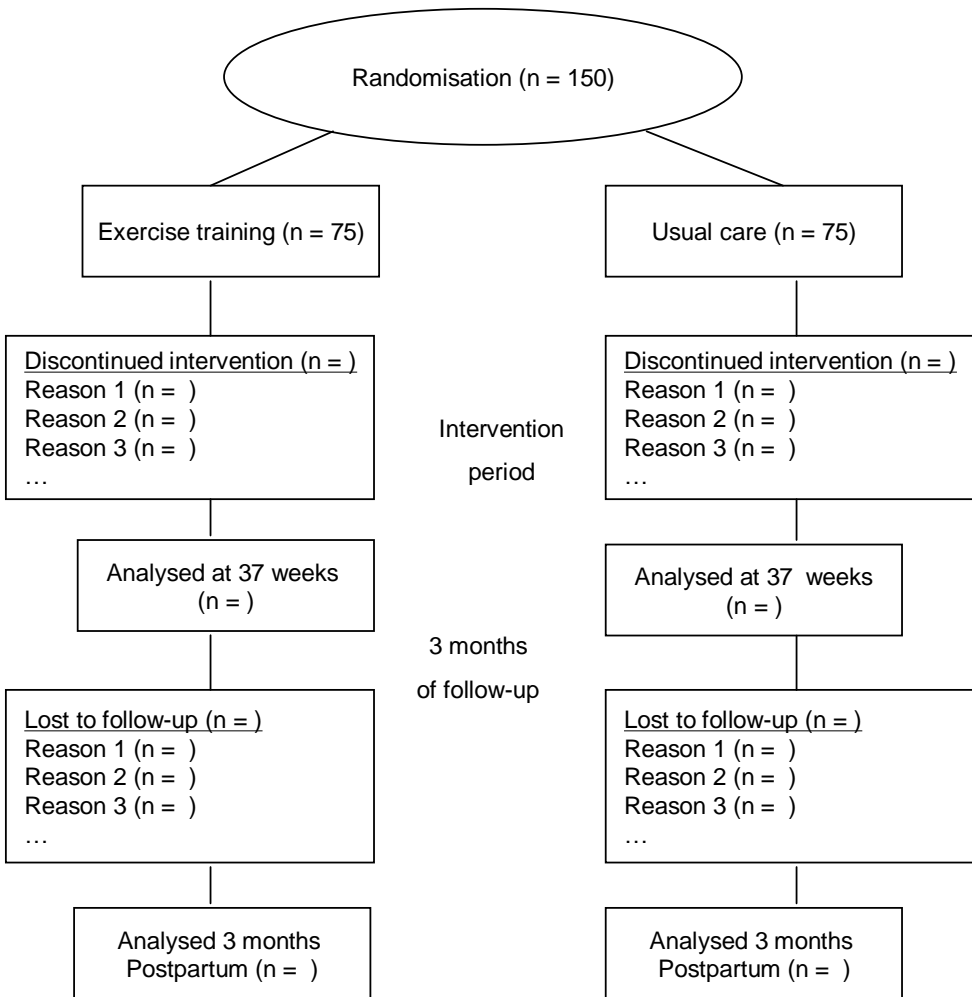 Randomisation (n = 150)
Exercise training (n = 75)
Usual care (n = 75)
Discontinued intervention (n = )
Reason 1 (n =  )
Reason 2 (n =  )
Reason 3 (n =  )
…
Discontinued intervention (n = )
Reason 1 (n =  )
Reason 2 (n =  )
Reason 3 (n =  )
…
Intervention
period
Analysed at 37 weeks
(n = )
Analysed at 37  weeks
(n = )
3 months
of follow-up
Lost to follow-up (n = )
Reason 1 (n =  )
Reason 2 (n =  )
Reason 3 (n =  )
…
Lost to follow-up (n = )
Reason 1 (n =  )
Reason 2 (n =  )
Reason 3 (n =  )
…
Analysed 3 months
Postpartum (n =  )
Analysed 3 months
Postpartum (n =  )